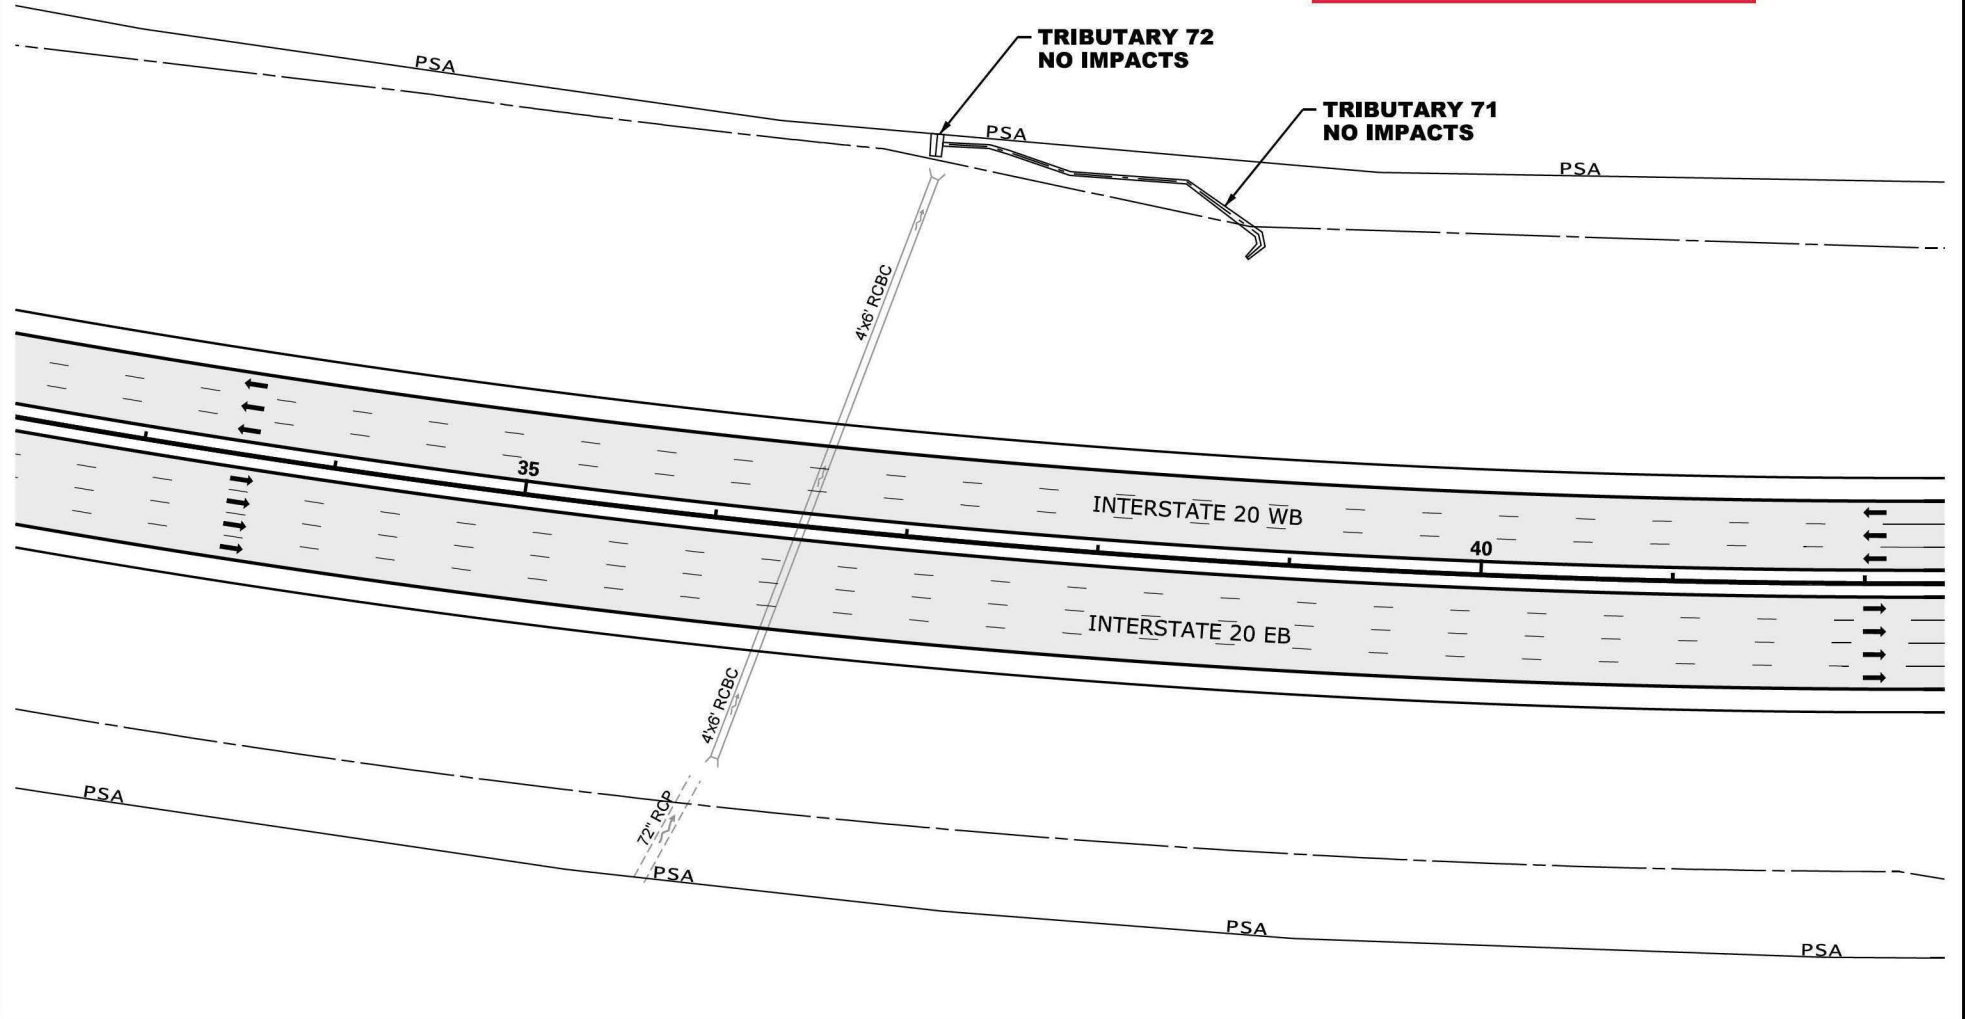 TRIBUTARY 72
NO IMPACTS
PSA
TRIBUTARY 71
NO IMPACTS
PSA
PSA
4'x6' RCBC
35
INTERSTATE 20 WB
40
INTERSTATE 20 EB
4'x6' RCBC
PSA
72" RCP
PSA
PSA
PSA